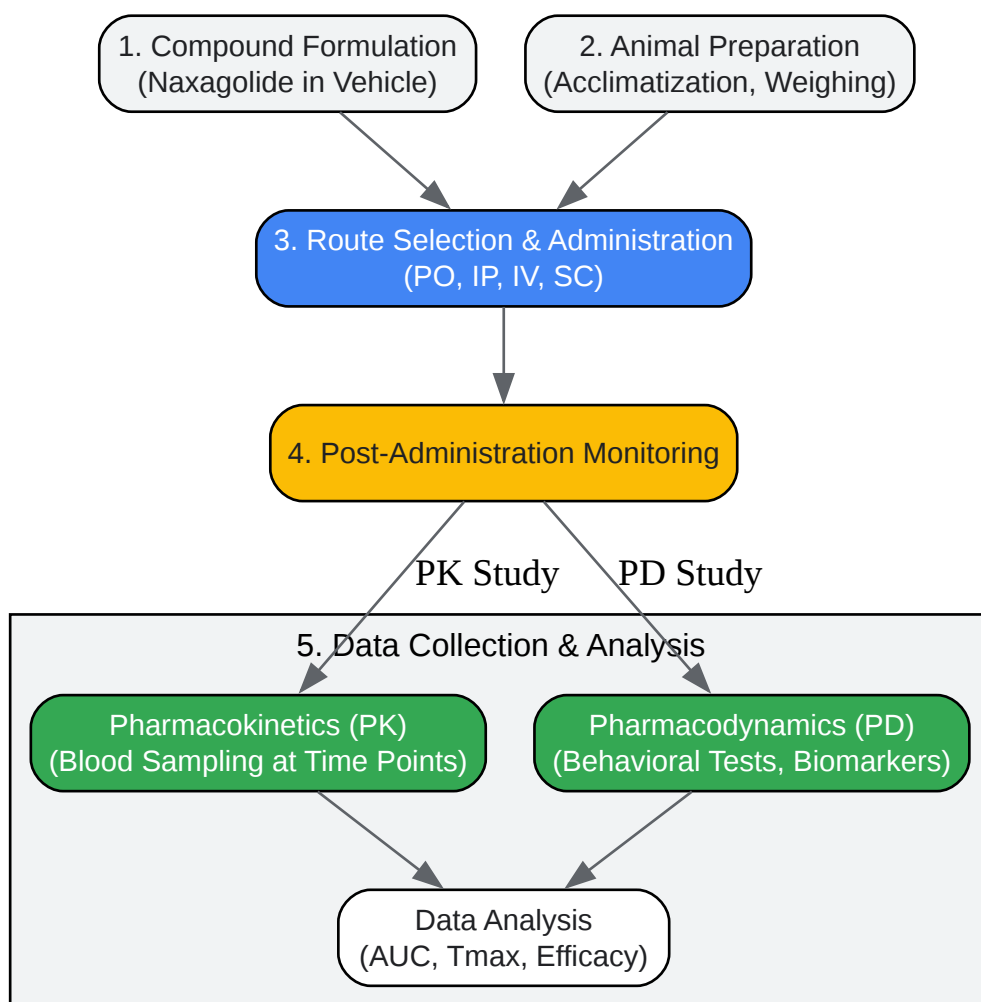 1. Compound Formulation
(Naxagolide in Vehicle)
2. Animal Preparation
(Acclimatization, Weighing)
3. Route Selection & Administration
(PO, IP, IV, SC)
4. Post-Administration Monitoring
PK Study
PD Study
5. Data Collection & Analysis
Pharmacokinetics (PK)
(Blood Sampling at Time Points)
Pharmacodynamics (PD)
(Behavioral Tests, Biomarkers)
Data Analysis
(AUC, Tmax, Efficacy)